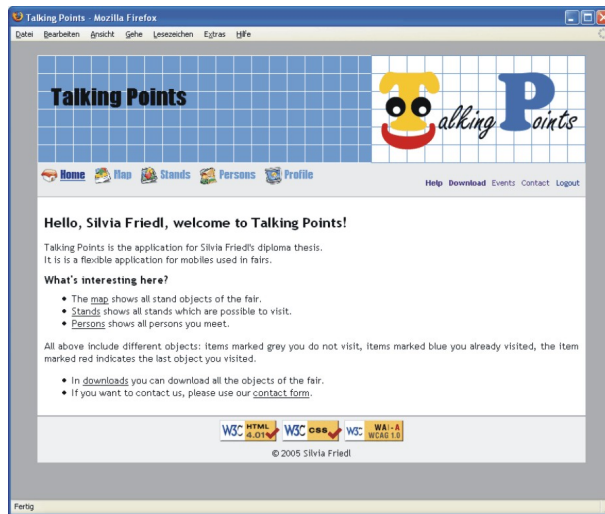 Talking Points - Mozilla Firefox
Datei Bearbeiten Ansicht Gehe Lesezeichen Extras Hilfe
Talking Points
Talking Points
Home Map Stands Persons Profile
Help Download Events Contact Logout
Hello, Silvia Friedl, welcome to Talking Points!
Talking Points is the application for Silvia Friedl's diploma thesis.
It is is a flexible application for mobiles used in fairs.
What's interesting here?
The map shows all stand objects of the fair.
Stands shows all stands which are possible to visit.
Persons shows all persons you meet.
All above include different objects: items marked grey you do not visit, items marked blue you already visited, the item
marked red indicates the last object you visited.
In downloads you can download all the objects of the fair.
If you want to contact us, please use our contact form.
W3C HTML 4.01 W3C CSS W3C WAI-A WCAG 1.0
© 2005 Silvia Friedl
Fertig